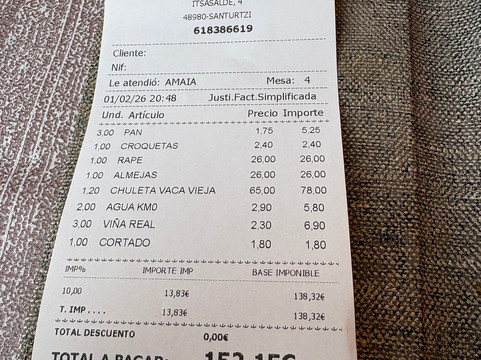 ITSASALDE, 4
48980-SANTURTZI
618386619
Cliente:
Nif:
Le atendió: AMAIA Mesa: 4
01/02/26 20:48 Justi.Fact.Simplificada
Und. Artículo Precio Importe
3,00 PAN 1,75 5,25
1,00 CROQUETAS 2,40 2,40
1,00 RAPE 26,00 26,00
1,00 ALMEJAS 26,00 26,00
1,20 CHULETA VACA VIEJA 65,00 78,00
2,00 AGUA KM0 2,90 5,80
3,00 VIÑA REAL 2,30 6,90
1,00 CORTADO 1,80 1,80
IMP% IMPORTE IMP BASE IMPONIBLE
10,00 13,83€ 138,32€
T. IMP .... 13,83€ 138,32€
TOTAL DESCUENTO 0,00€
TOTAL A PAGAR: 152,15€